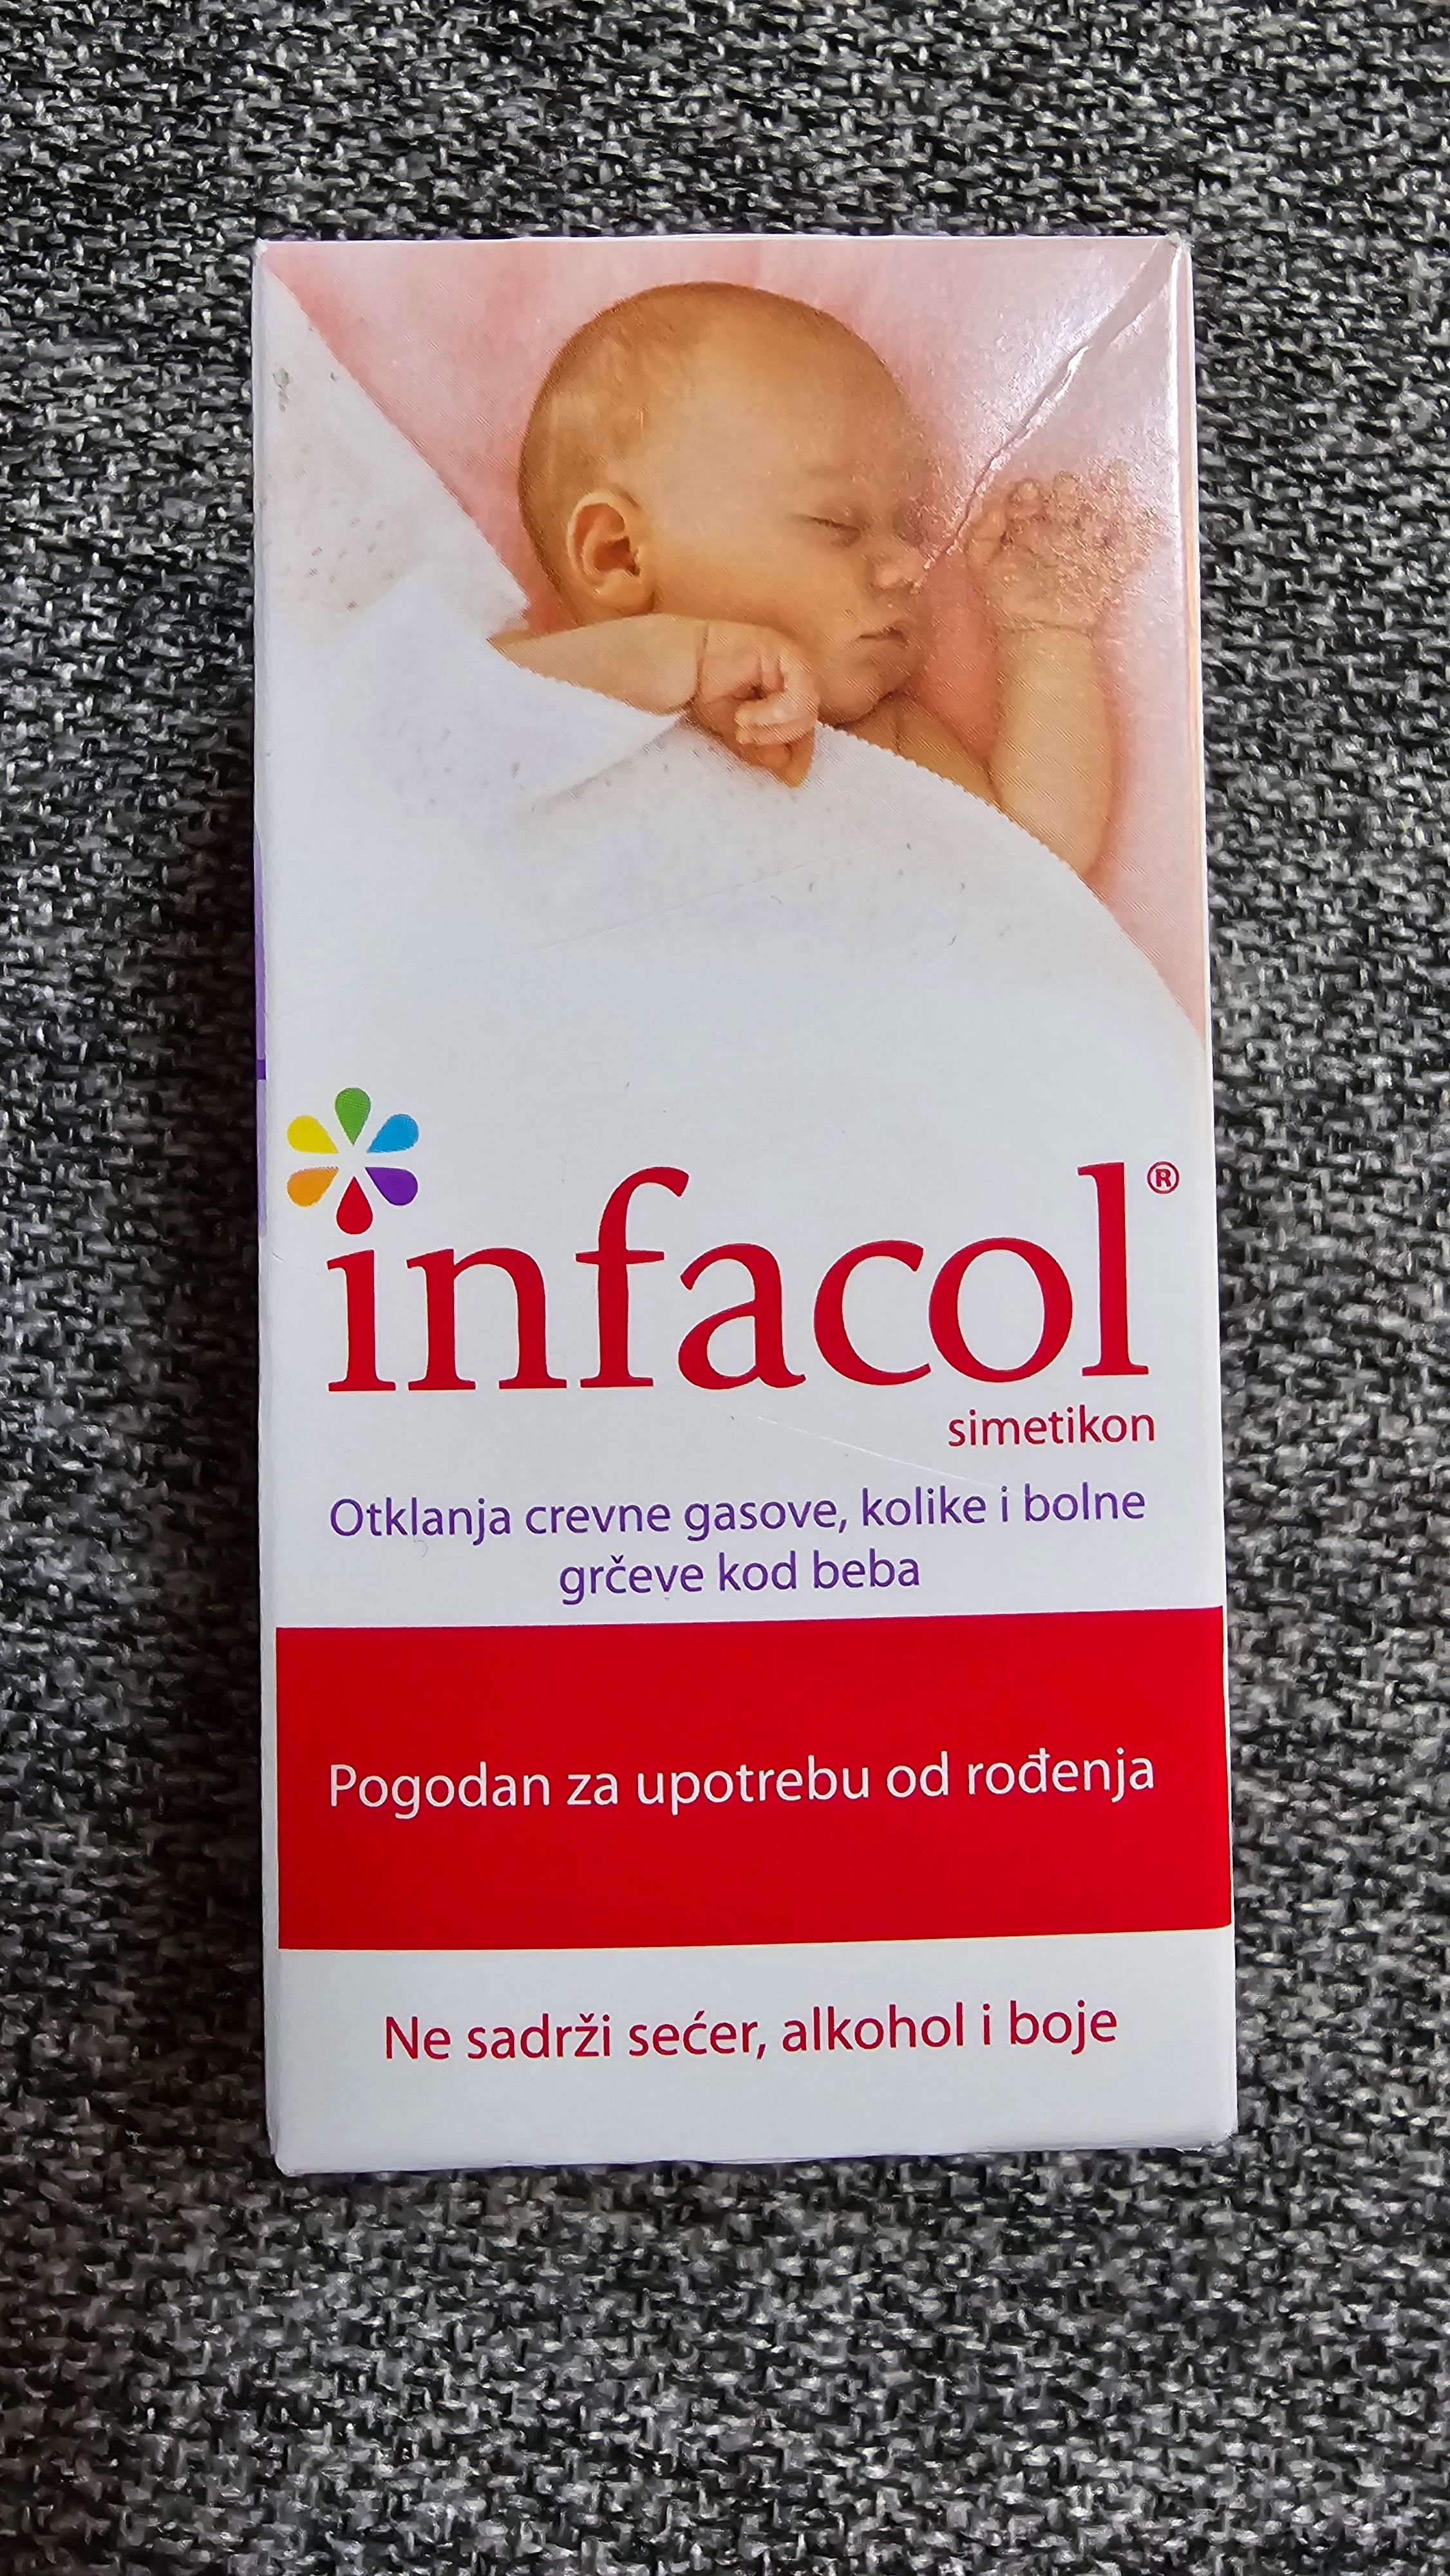 infacol®
simetikon
Otklanja crevne gasove, kolike i bolne
grčeve kod beba
Pogodan za upotrebu od rođenja
Ne sadrži sećer, alkohol i boje